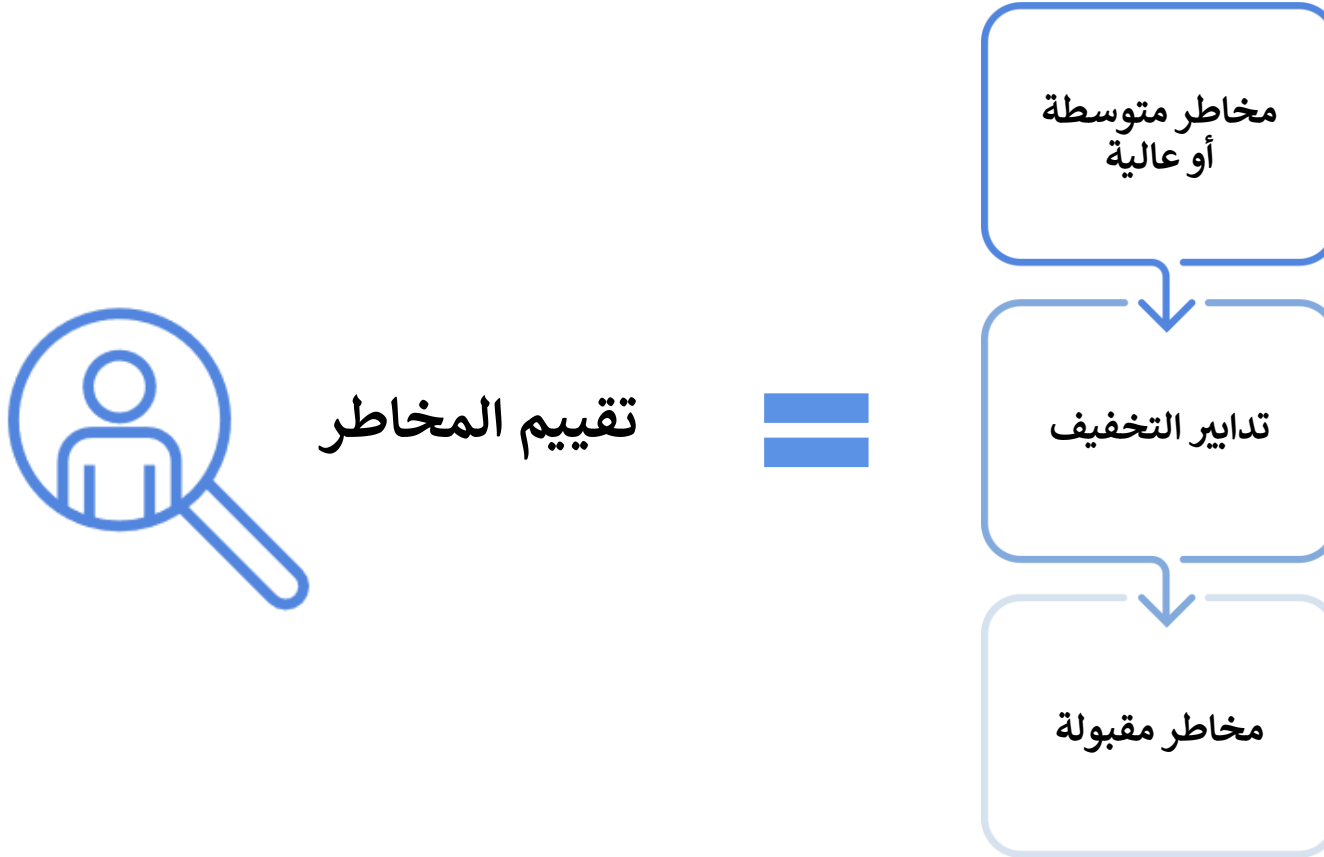 تقييم المخاطر
مخاطر متوسطة
أو عالية
تدابير التخفيف
مخاطر مقبولة